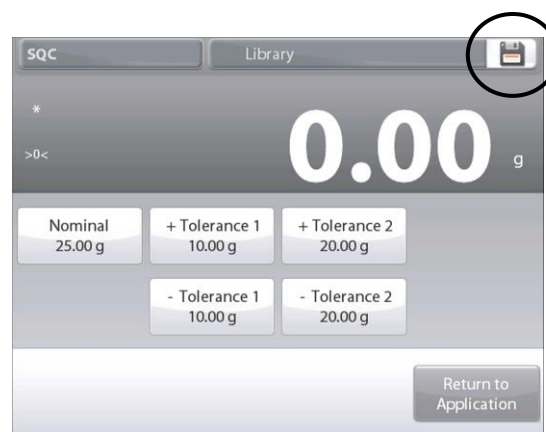 SQC Library
*
>0< 0.00 g
Nominal + Tolerance 1 + Tolerance 2
25.00 g 10.00 g 20.00 g
- Tolerance 1 - Tolerance 2
10.00 g 20.00 g
Return to
Application